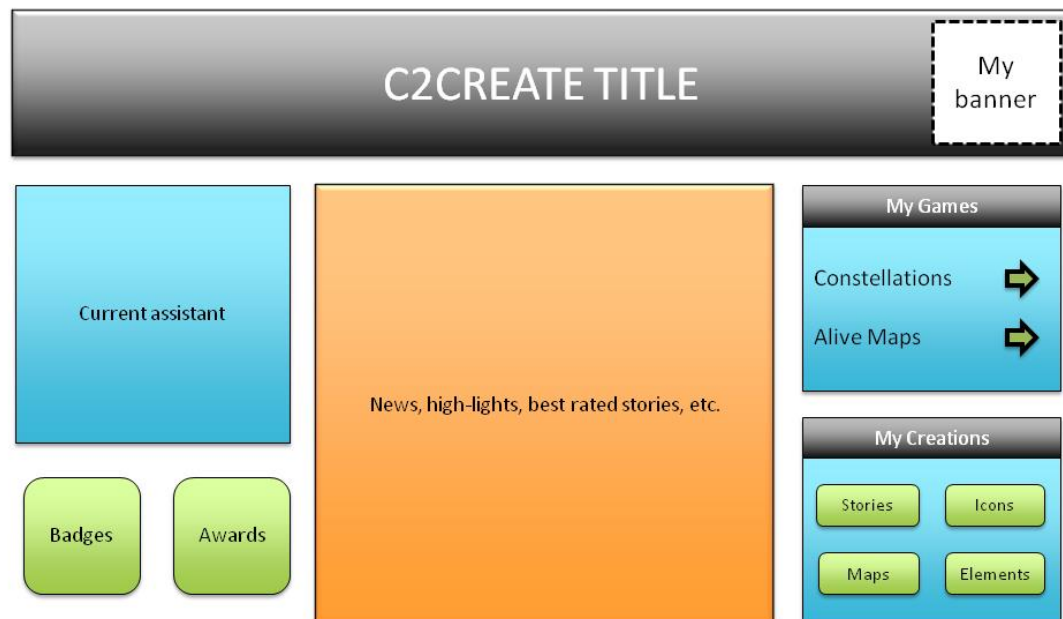 C2CREATE TITLE
My
banner
Current assistant
Badges
Awards
News, high-lights, best rated stories, etc.
My Games
Constellations
Alive Maps
My Creations
Stories
Icons
Maps
Elements